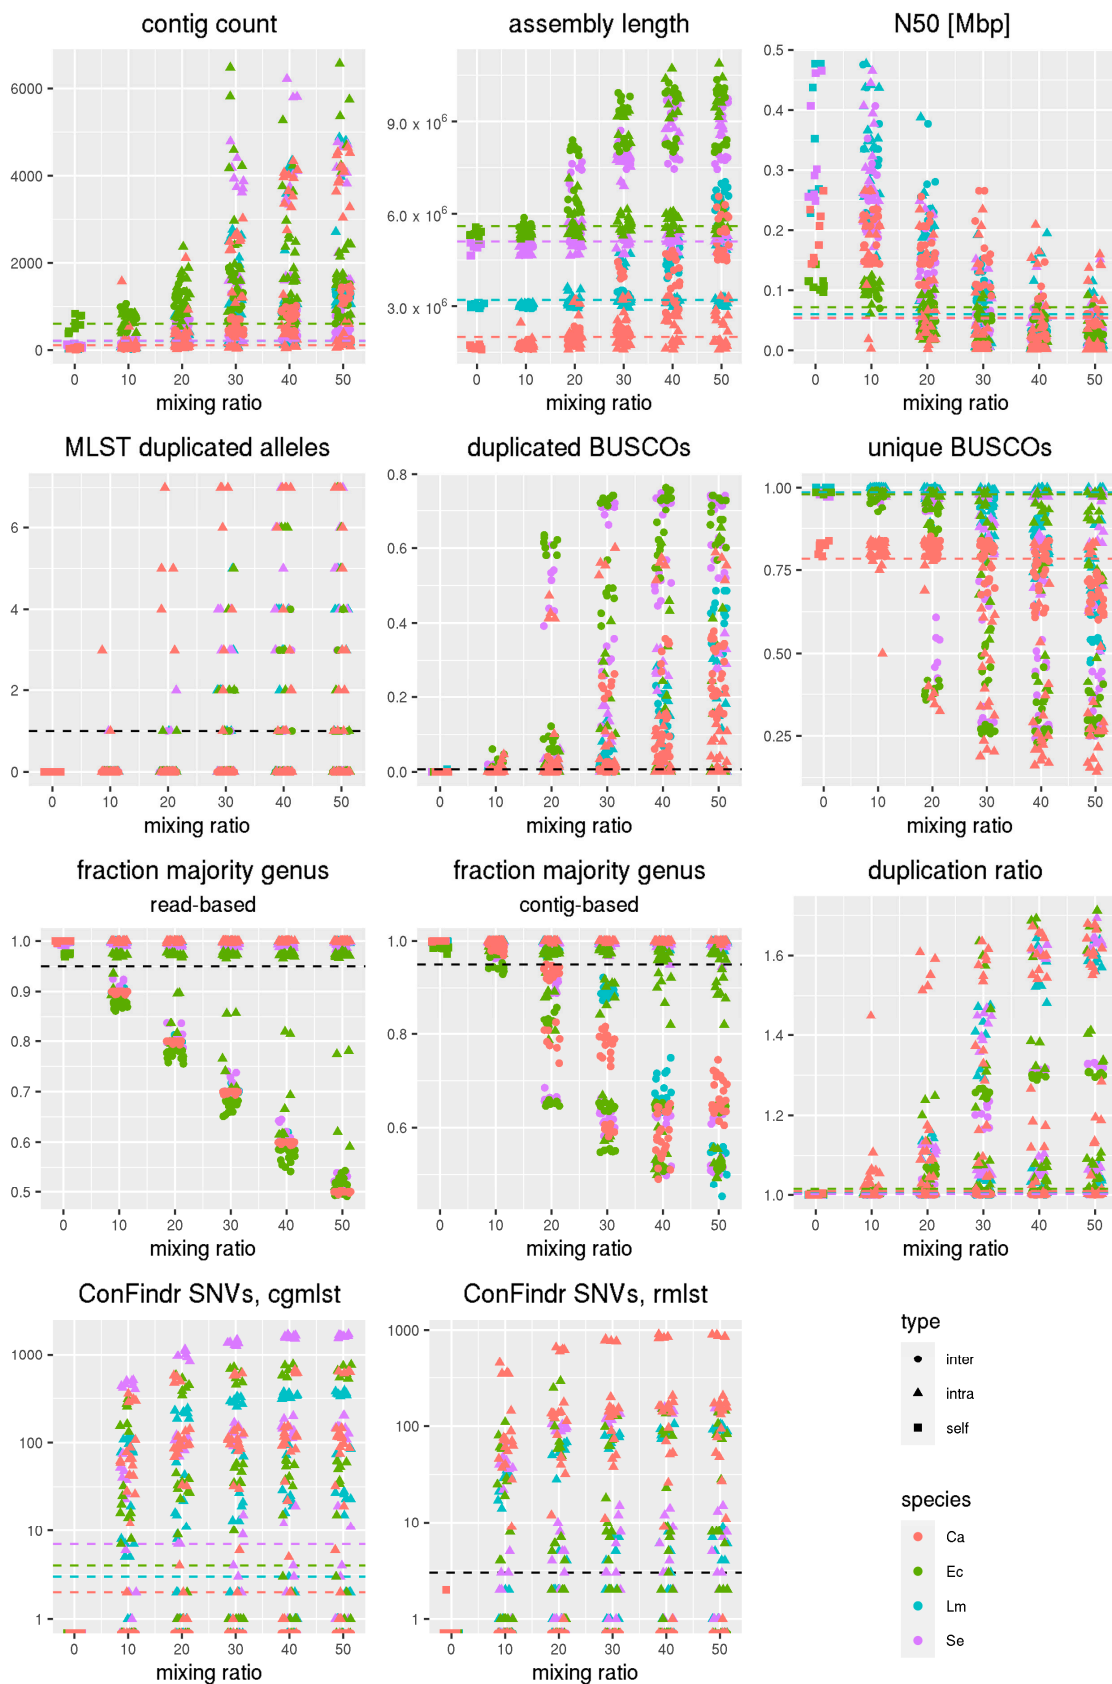 contig count
assembly length
N50 [Mbp]
6000
4000
2000
0
9.0 x 10⁶
6.0 x 10⁶
3.0 x 10⁶
0.5
0.4
0.3
0.2
0.1
0.0
0 10 20 30 40 50
0 10 20 30 40 50
0 10 20 30 40 50
mixing ratio
mixing ratio
mixing ratio
MLST duplicated alleles
duplicated BUSCOs
unique BUSCOs
6
4
2
0
0.8
0.6
0.4
0.2
0.0
1.00
0.75
0.50
0.25
0 10 20 30 40 50
0 10 20 30 40 50
0 10 20 30 40 50
mixing ratio
mixing ratio
mixing ratio
fraction majority genus
read-based
fraction majority genus
contig-based
duplication ratio
1.0
0.9
0.8
0.7
0.6
0.5
1.0
0.8
0.6
1.6
1.4
1.2
1.0
0 10 20 30 40 50
0 10 20 30 40 50
0 10 20 30 40 50
mixing ratio
mixing ratio
mixing ratio
ConFindr SNVs, cgmlst
ConFindr SNVs, rmlst
1000
100
10
1
1000
100
10
1
0 10 20 30 40 50
0 10 20 30 40 50
mixing ratio
mixing ratio
type
inter
intra
self
species
Ca
Ec
Lm
Se